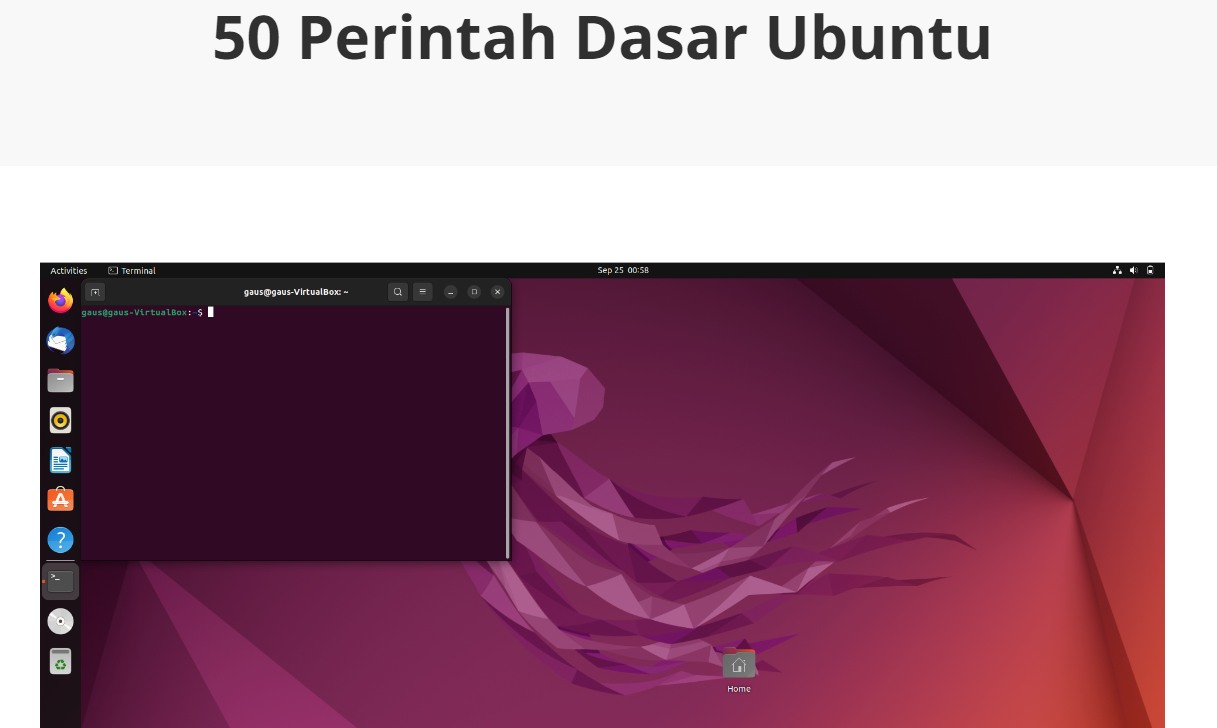 50 Perintah Dasar Ubuntu
Activities Terminal Sep 25 00:58
gaus@gaus-VirtualBox: ~
gaus@gaus-VirtualBox:~$
Home